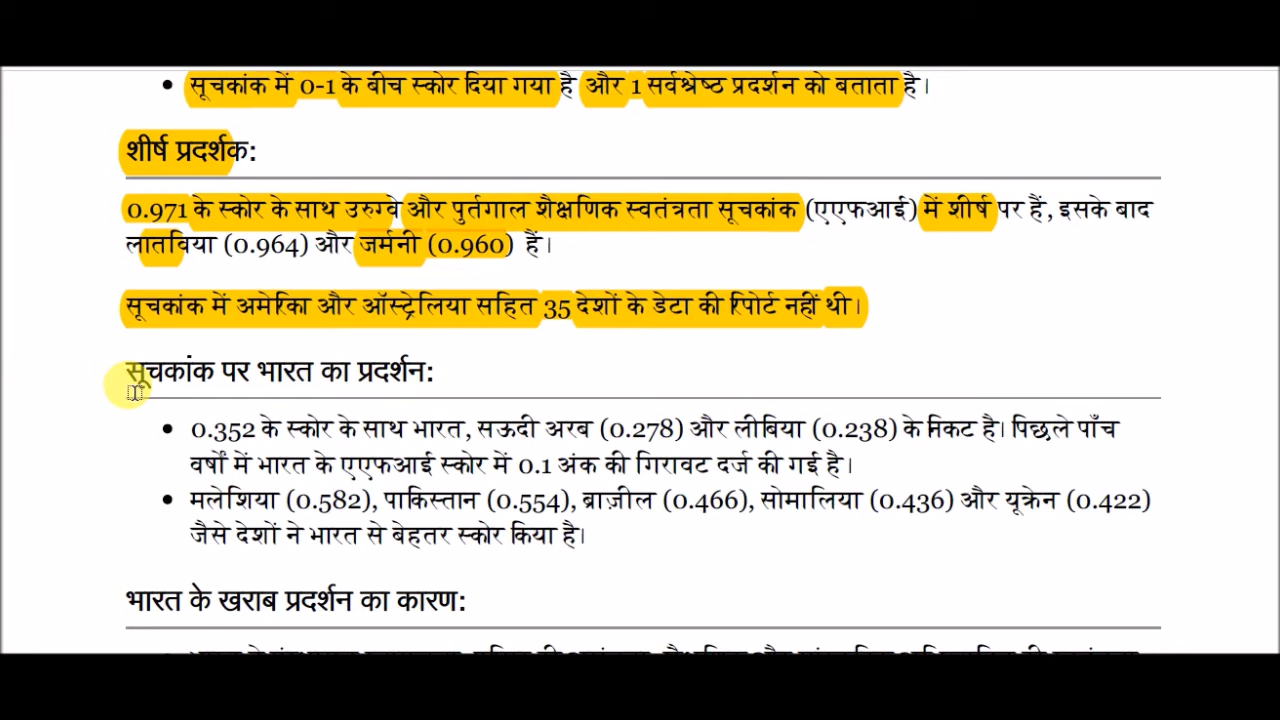 सूचकांक में 0-1 के बीच स्कोर दिया गया है और 1 सर्वश्रेष्ठ प्रदर्शन को बताता है।
शीर्ष प्रदर्शक:
0.971 के स्कोर के साथ उरुग्वे और पुर्तगाल शैक्षणिक स्वतंत्रता सूचकांक (एएफआई) में शीर्ष पर हैं, इसके बाद
लातविया (0.964) और जर्मनी (0.960) हैं।
सूचकांक में अमेरिका और ऑस्ट्रेलिया सहित 35 देशों के डेटा की रिपोर्ट नहीं थी।
सूचकांक पर भारत का प्रदर्शन:
0.352 के स्कोर के साथ भारत, सऊदी अरब (0.278) और लीबिया (0.238) के निकट है। पिछले पाँच
वर्षों में भारत के एएफआई स्कोर में 0.1 अंक की गिरावट दर्ज की गई है।
मलेशिया (0.582), पाकिस्तान (0.554), ब्राज़ील (0.466), सोमालिया (0.436) और यूक्रेन (0.422)
जैसे देशों ने भारत से बेहतर स्कोर किया है।
भारत के खराब प्रदर्शन का कारण: